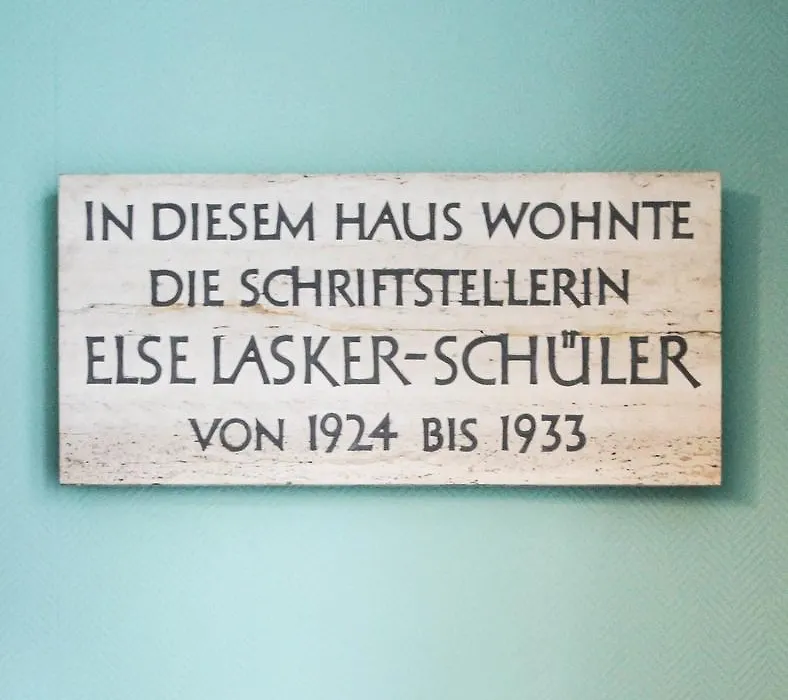 IN DIESEM HAUS WOHNTE
DIE SCHRIFTSTELLERIN
ELSE LASKER-SCHÜLER
VON 1924 BIS 1933